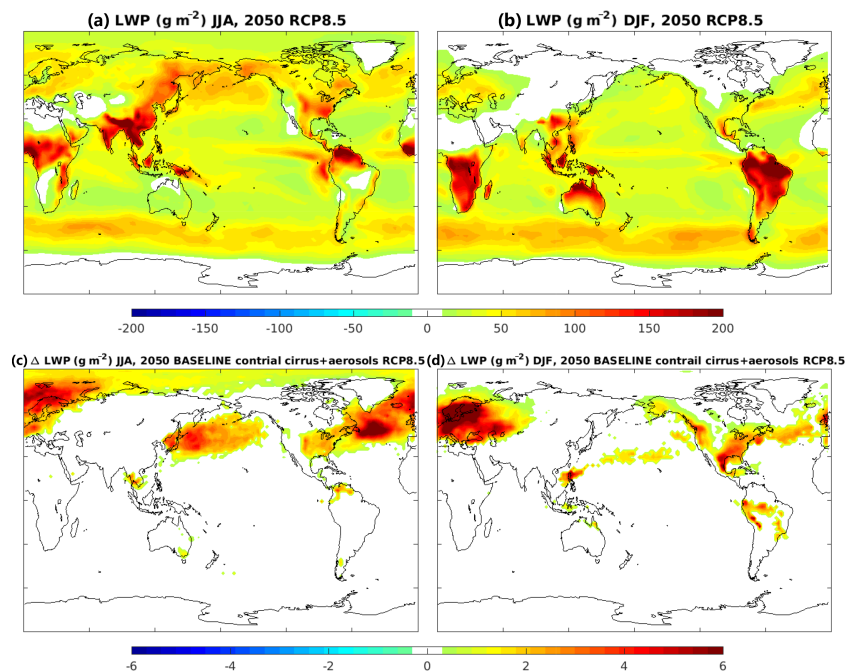 (a) LWP (g m⁻²) JJA, 2050 RCP8.5
(b) LWP (g m⁻²) DJF, 2050 RCP8.5
-200 -150 -100 -50 0 50 100 150 200
(c) Δ LWP (g m⁻²) JJA, 2050 BASELINE contrial cirrus+aerosols RCP8.5
(d) Δ LWP (g m⁻²) DJF, 2050 BASELINE contrail cirrus+aerosols RCP8.5
-6 -4 -2 0 2 4 6